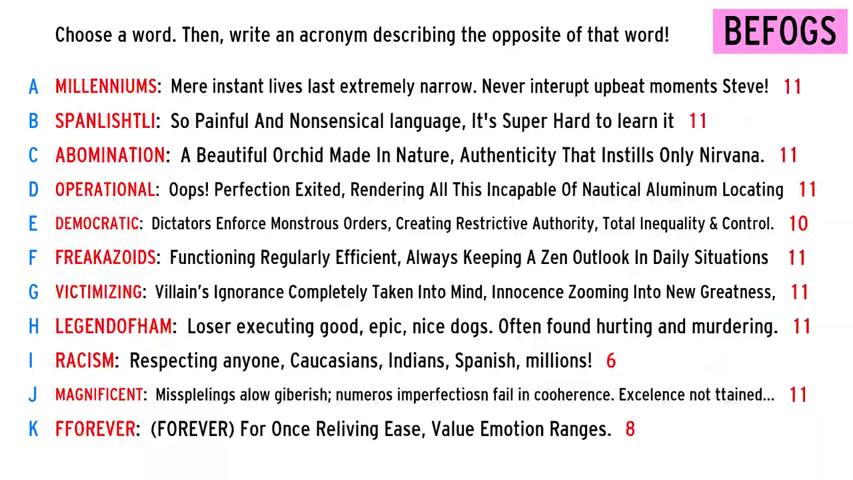 Choose a word. Then, write an acronym describing the opposite of that word!
BEFOGS
A MILLENNIUMS: Mere instant lives last extremely narrow. Never interupt upbeat moments Steve! 11
B SPANLISHTLI: So Painful And Nonsensical language, It's Super Hard to learn it 11
C ABOMINATION: A Beautiful Orchid Made In Nature, Authenticity That Instills Only Nirvana. 11
D OPERATIONAL: Oops! Perfection Exited, Rendering All This Incapable Of Nautical Aluminum Locating 11
E DEMOCRATIC: Dictators Enforce Monstrous Orders, Creating Restrictive Authority, Total Inequality & Control. 10
F FREAKAZOIDS: Functioning Regularly Efficient, Always Keeping A Zen Outlook In Daily Situations 11
G VICTIMIZING: Villain's Ignorance Completely Taken Into Mind, Innocence Zooming Into New Greatness, 11
H LEGENDOFHAM: Loser executing good, epic, nice dogs. Often found hurting and murdering. 11
I RACISM: Respecting anyone, Caucasians, Indians, Spanish, millions! 6
J MAGNIFICENT: Missplelings alow giberish; numeros imperfectiosn fail in cooherence. Excelence not ttained... 11
K FFOREVER: (FOREVER) For Once Reliving Ease, Value Emotion Ranges. 8